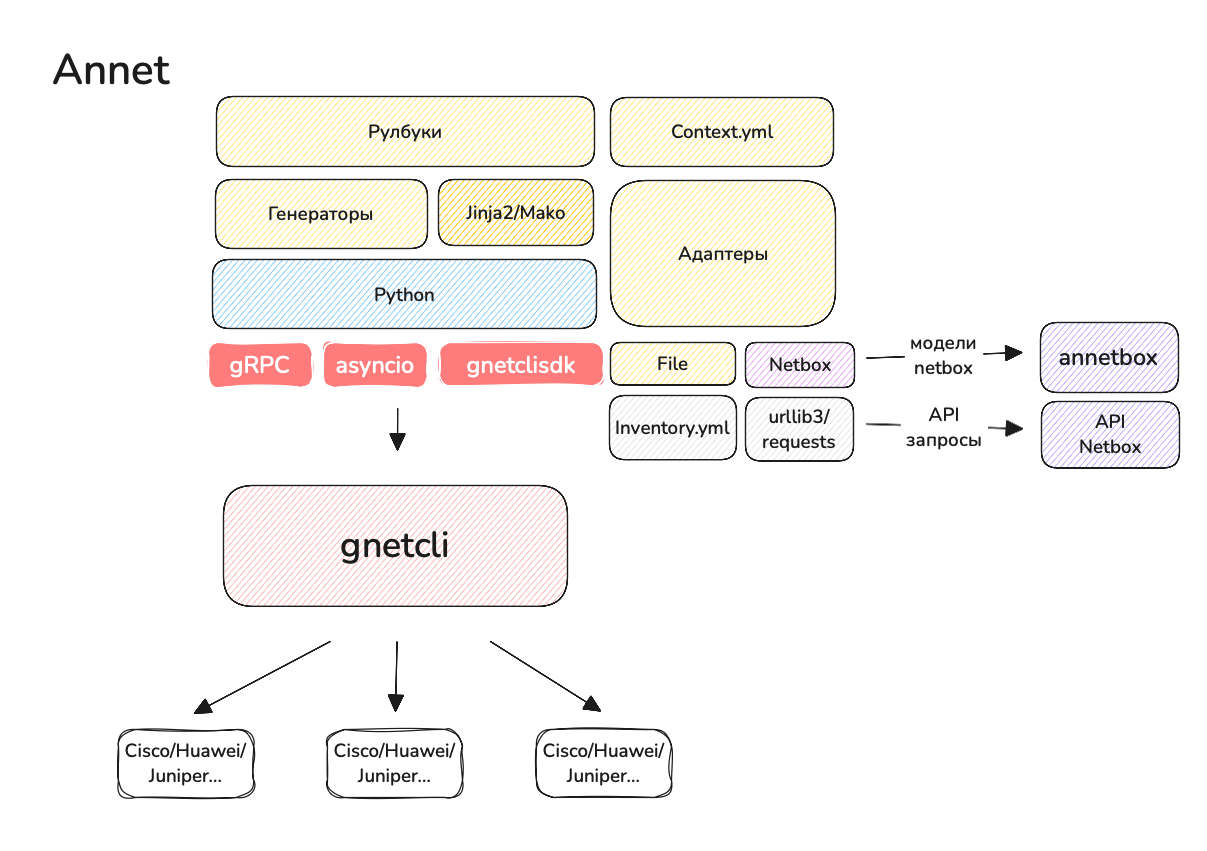 Annet
Рулбуки
Context.yml
Генераторы
Jinja2/Mako
Адаптеры
Python
gRPC
asyncio
gnetclisdk
File
Netbox
модели
netbox
annetbox
Inventory.yml
urllib3/
requests
API
запросы
API
Netbox
gnetcli
Cisco/Huawei/
Juniper...
Cisco/Huawei/
Juniper...
Cisco/Huawei/
Juniper...